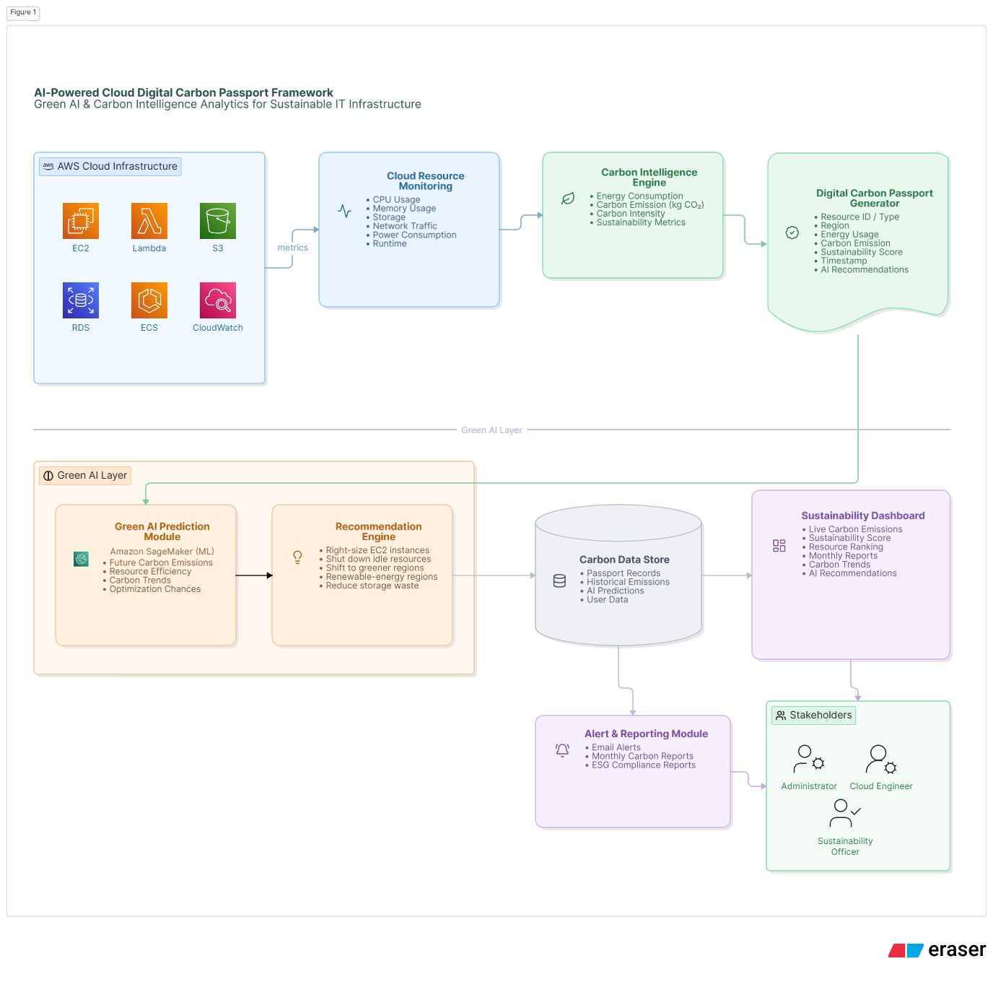 Figure 1
AI-Powered Cloud Digital Carbon Passport Framework
Green AI & Carbon Intelligence Analytics for Sustainable IT Infrastructure
aws AWS Cloud Infrastructure
EC2
Lambda
S3
RDS
ECS
CloudWatch
metrics
Cloud Resource
Monitoring
• CPU Usage
• Memory Usage
• Storage
• Network Traffic
• Power Consumption
• Runtime
Carbon Intelligence
Engine
• Energy Consumption
• Carbon Emission (kg CO₂)
• Carbon Intensity
• Sustainability Metrics
Digital Carbon Passport
Generator
• Resource ID / Type
• Region
• Energy Usage
• Carbon Emission
• Sustainability Score
• Timestamp
• AI Recommendations
Green AI Layer
Green AI Layer
Green AI Prediction
Module
Amazon SageMaker (ML)
• Future Carbon Emissions
• Resource Efficiency
• Carbon Trends
• Optimization Chances
Recommendation
Engine
• Right-size EC2 instances
• Shut down idle resources
• Shift to greener regions
• Renewable-energy regions
• Reduce storage waste
Carbon Data Store
• Passport Records
• Historical Emissions
• AI Predictions
• User Data
Sustainability Dashboard
• Live Carbon Emissions
• Sustainability Score
• Resource Ranking
• Monthly Reports
• Carbon Trends
• AI Recommendations
Alert & Reporting Module
• Email Alerts
• Monthly Carbon Reports
• ESG Compliance Reports
Stakeholders
Administrator
Cloud Engineer
Sustainability
Officer
eraser